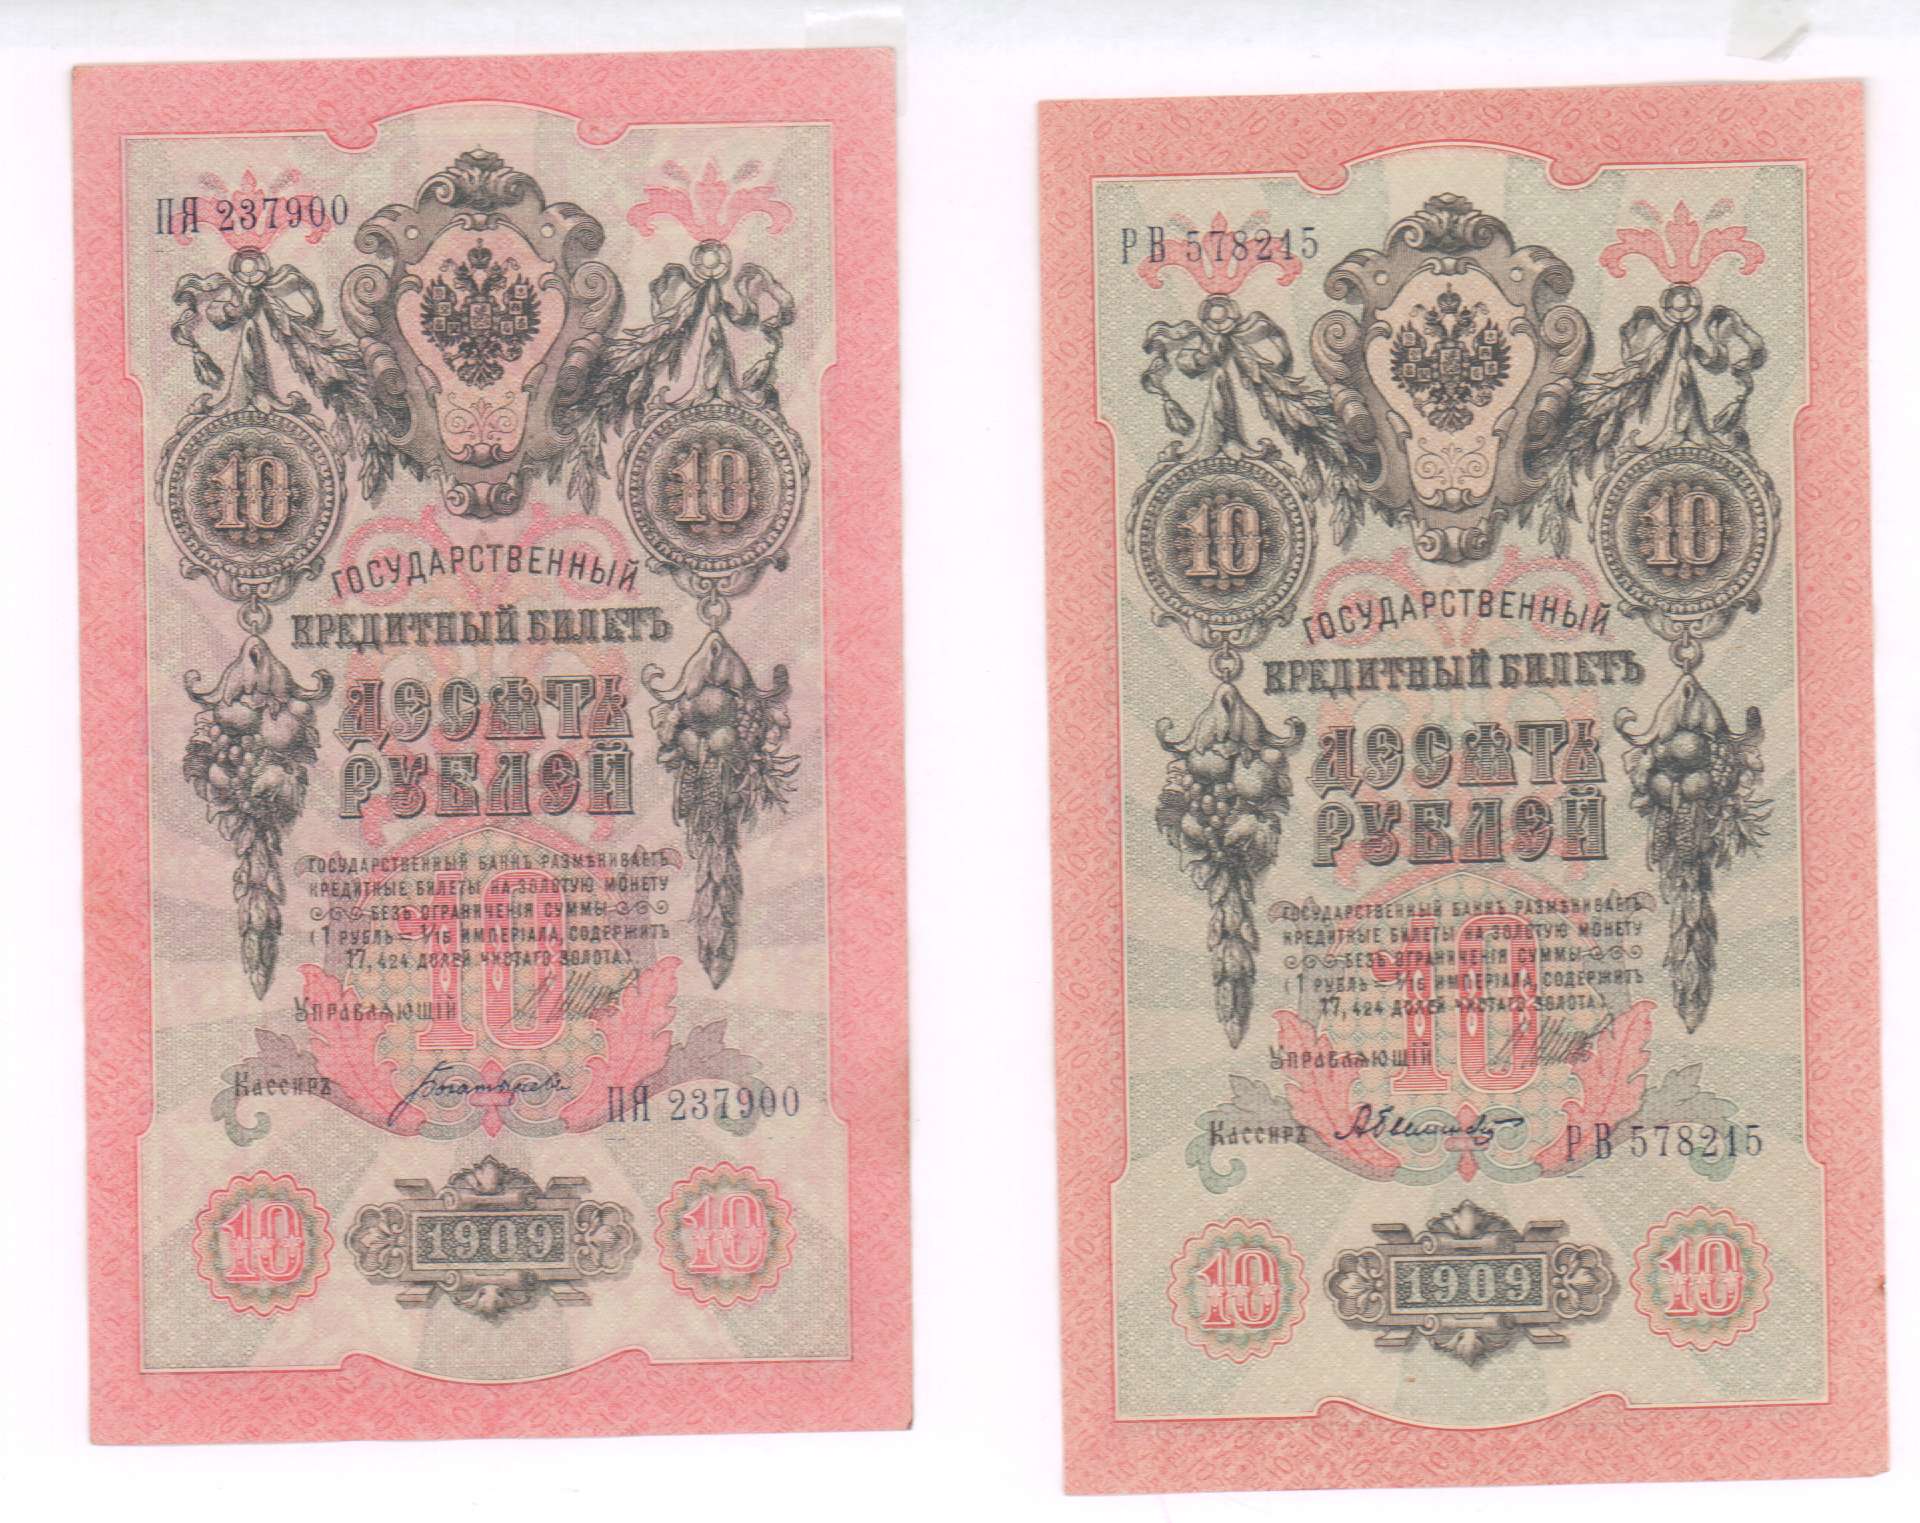 ПЯ 237900
10 10
ГОСУДАРСТВЕННЫЙ
КРЕДИТНЫЙ БИЛЕТЪ
ДЕСЯТЬ
РУБЛЕЙ
ГОСУДАРСТВЕННЫЙ БАНКЪ РАЗМѢНИВАЕТЪ
КРЕДИТНЫЕ БИЛЕТЫ НА ЗОЛОТУЮ МОНЕТУ
БЕЗЪ ОГРАНИЧЕНІЯ СУММЫ
(1 РУБЛЬ = 1/15 ИМПЕРІАЛА, СОДЕРЖИТЪ
17,424 ДОЛЕЙ ЧИСТАГО ЗОЛОТА).
10
УПРАВЛЯЮЩІЙ
Кассиръ Богатыревъ ПЯ 237900
10 1909 10
РВ 578215
10 10
ГОСУДАРСТВЕННЫЙ
КРЕДИТНЫЙ БИЛЕТЪ
ДЕСЯТЬ
РУБЛЕЙ
ГОСУДАРСТВЕННЫЙ БАНКЪ РАЗМѢНИВАЕТЪ
КРЕДИТНЫЕ БИЛЕТЫ НА ЗОЛОТУЮ МОНЕТУ
БЕЗЪ ОГРАНИЧЕНІЯ СУММЫ
(1 РУБЛЬ = 1/15 ИМПЕРІАЛА, СОДЕРЖИТЪ
17,424 ДОЛЕЙ ЧИСТАГО ЗОЛОТА).
10
УПРАВЛЯЮЩІЙ
Кассиръ РВ 578215
10 1909 10